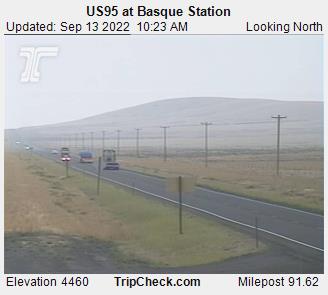 US95 at Basque Station
Updated: Sep 13 2022 10:23 AM Looking North
Elevation 4460 TripCheck.com Milepost 91.62